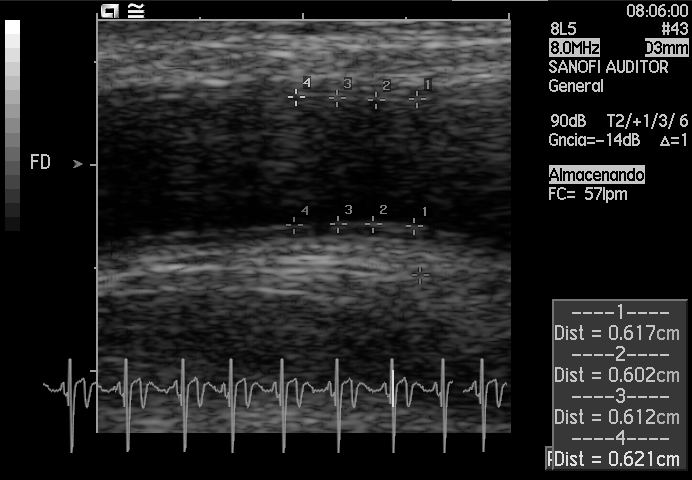 08:06:00
8L5 #43
8.0MHz D3mm
SANOFI AUDITOR
General
90dB T2/+1/3/ 6
Gncia=-14dB Δ=1
Almacenando
FC= 57lpm
4 3 2 1
FD
4 3 2 1
----1----
Dist = 0.617cm
----2----
Dist = 0.602cm
----3----
Dist = 0.612cm
----4----
Dist = 0.621cm